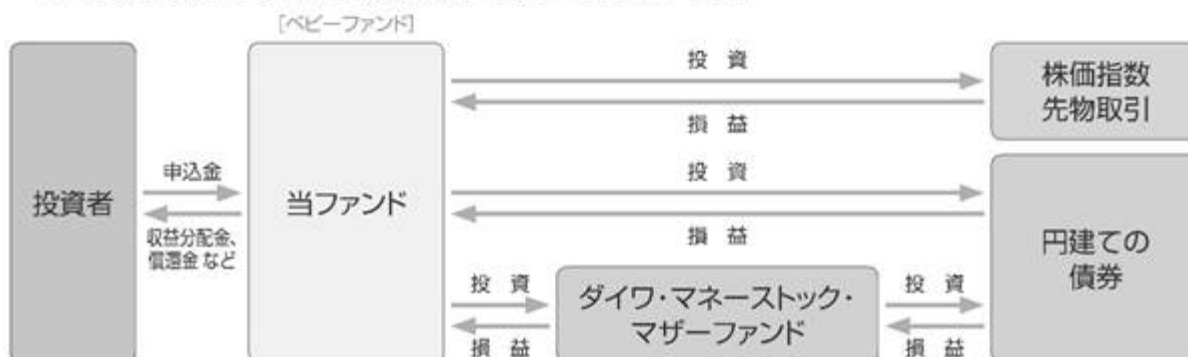 [ベビーファンド]
投資者
申込金
収益分配金、
償還金 など
当ファンド
投 資
損 益
株価指数
先物取引
投 資
損 益
円建ての
債券
投 資
損 益
ダイワ・マネーストック・
マザーファンド
投 資
損 益